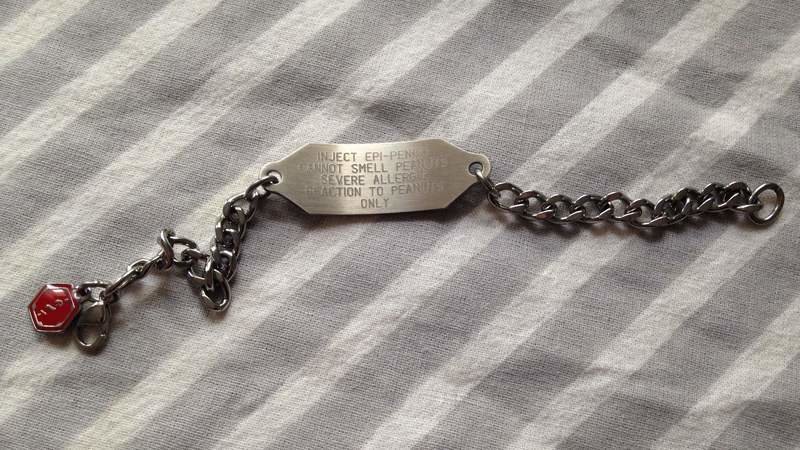 INJECT EPI-PEN
CANNOT SMELL PEANUTS
SEVERE ALLERGIC
REACTION TO PEANUTS
ONLY